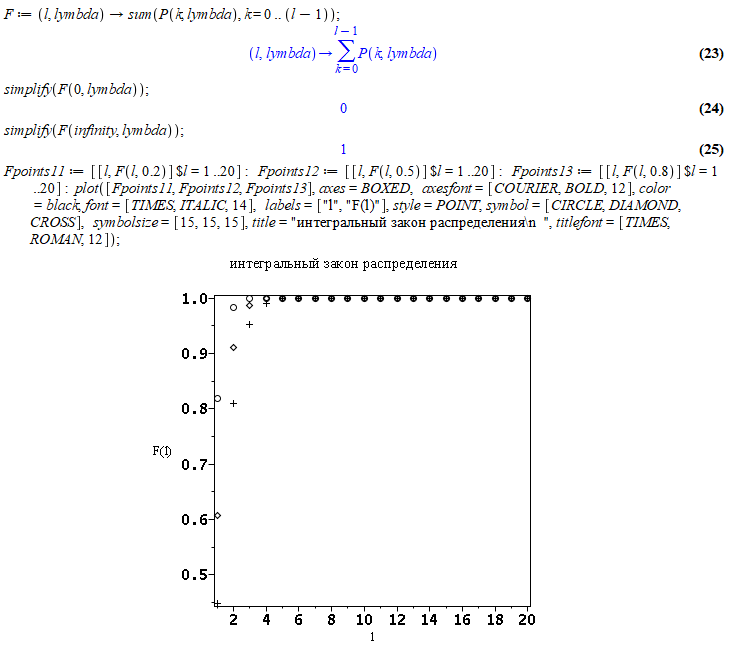 F := (l, lymbda) → sum(P(k, lymbda), k = 0 .. (l − 1));
(l, lymbda) → ∑_{k=0}^{l−1} P(k, lymbda) (23)
simplify(F(0, lymbda));
0 (24)
simplify(F(infinity, lymbda));
1 (25)
Fpoints11 := [[l, F(l, 0.2)] $l = 1 ..20] : Fpoints12 := [[l, F(l, 0.5)] $l = 1 ..20] : Fpoints13 := [[l, F(l, 0.8)] $l = 1
..20] : plot([Fpoints11, Fpoints12, Fpoints13], axes = BOXED, axesfont = [COURIER, BOLD, 12], color
= black, font = [TIMES, ITALIC, 14], labels = ["l", "F(l)"], style = POINT, symbol = [CIRCLE, DIAMOND,
CROSS], symbolsize = [15, 15, 15], title = "интегральный закон распределения\n ", titlefont = [TIMES,
ROMAN, 12]);
интегральный закон распределения
1.0
0.9
0.8
0.7
F(l)
0.6
0.5
2 4 6 8 10 12 14 16 18 20
l